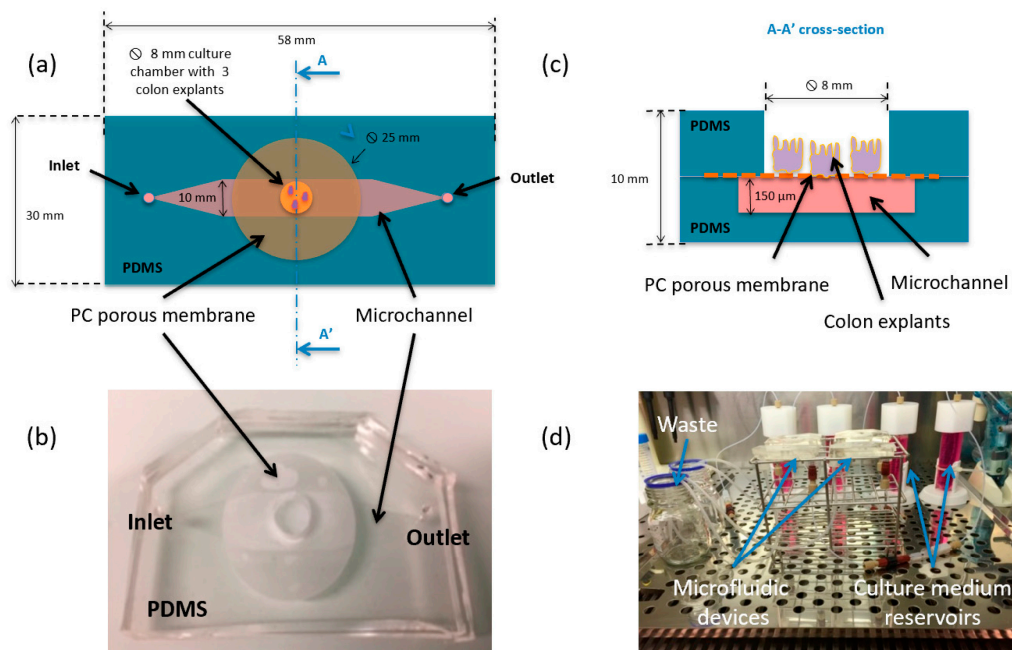 (a)
58 mm
⦸ 8 mm culture
chamber with 3
colon explants
A
⦸ 25 mm
Inlet
10 mm
Outlet
30 mm
PDMS
PC porous membrane
Microchannel
A’
(b)
Inlet
Outlet
PDMS
A-A’ cross-section
(c)
⦸ 8 mm
PDMS
10 mm
150 µm
PDMS
PC porous membrane
Microchannel
Colon explants
(d)
Waste
Microfluidic
devices
Culture medium
reservoirs